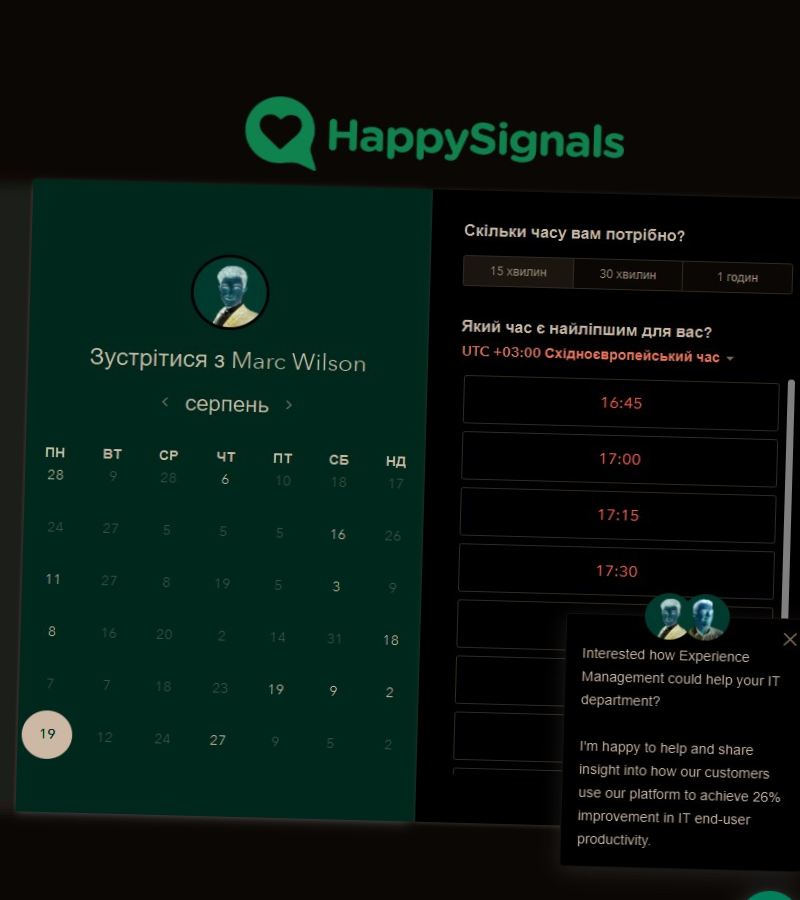 HappySignals
Зустрітися з Marc Wilson
серпень
ПН ВТ СР ЧТ ПТ СБ НД
28 9 28 6 10 18 17
24 27 5 5 5 16 26
11 27 8 19 5 3 9
8 16 20 2 14 31 18
7 7 18 23 19 9 2
19 12 24 27 9 5 2
Скільки часу вам потрібно?
15 хвилин 30 хвилин 1 годин
Який час є найліпшим для вас?
UTC +03:00 Східноєвропейський час
16:45
17:00
17:15
17:30
Interested how Experience
Management could help your IT
department?
I'm happy to help and share
insight into how our customers
use our platform to achieve 26%
improvement in IT end-user
productivity.